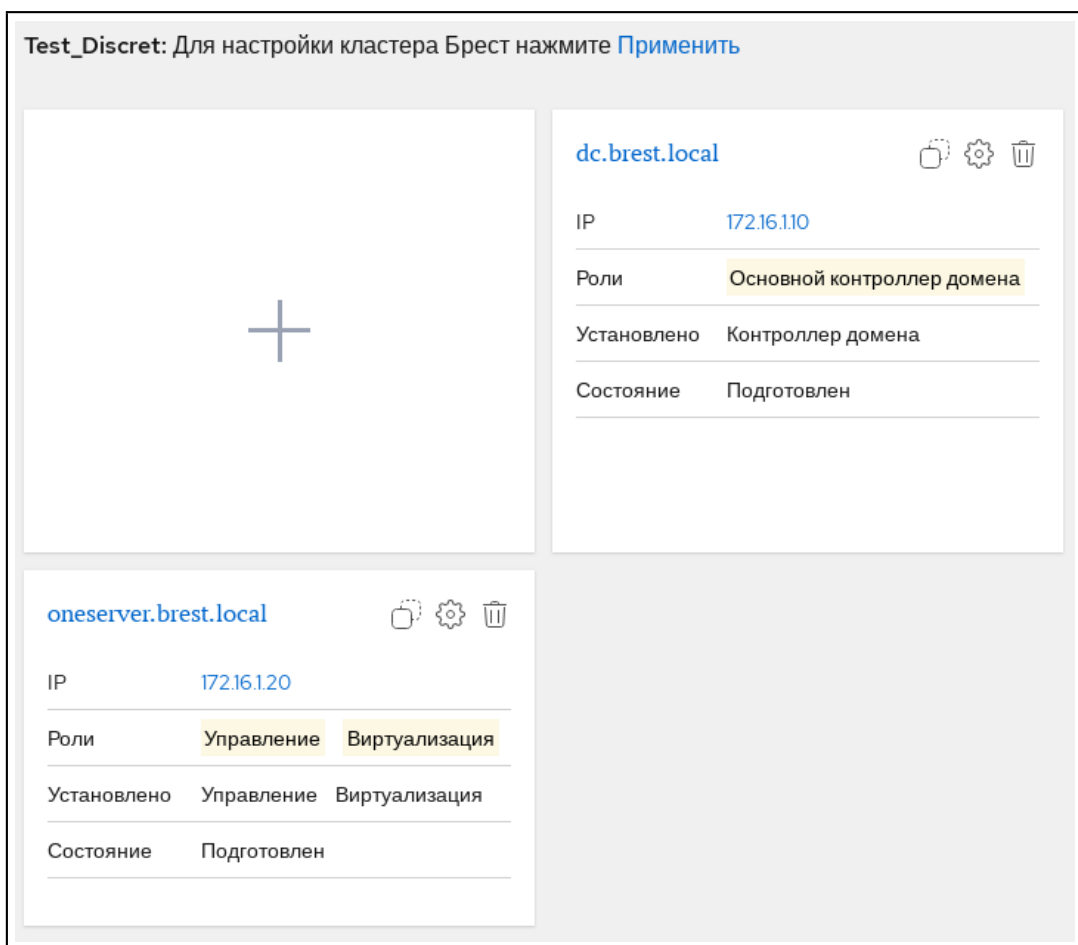 Test_Discret: Для настройки кластера Брест нажмите Применить
dc.brest.local
IP 172.16.1.10
Роли Основной контроллер домена
Установлено Контроллер домена
Состояние Подготовлен
oneserver.brest.local
IP 172.16.1.20
Роли Управление Виртуализация
Установлено Управление Виртуализация
Состояние Подготовлен